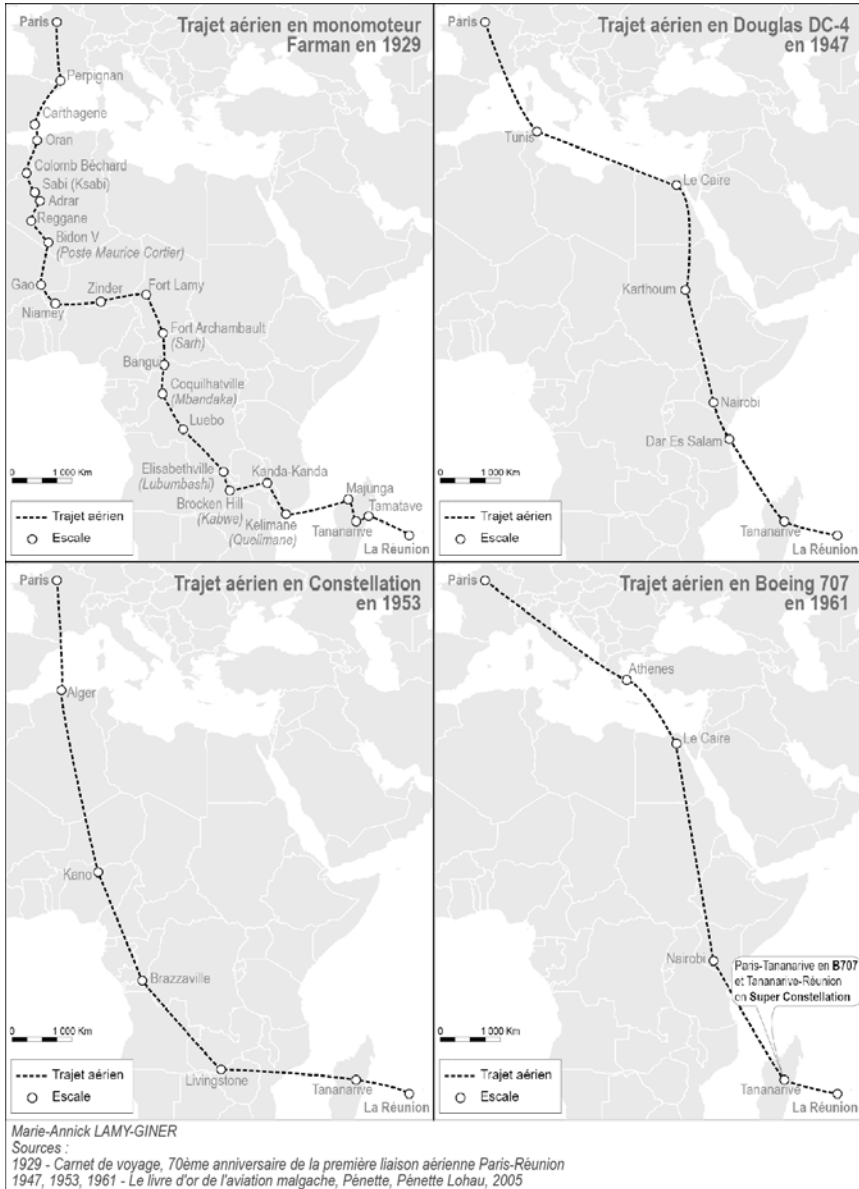 Trajet aérien en monomoteur
Farman en 1929
Paris
Perpignan
Carthagene
Oran
Colomb Béchard
Sabi (Ksabi)
Adrar
Reggane
Bidon V
(Poste Maurice Cortier)
Gao
Niamey
Zinder
Fort Lamy
Fort Archambault
(Sarh)
Bangui
Coquilhatville
(Mbandaka)
Luebo
Elisabethville
(Lubumbashi)
Brocken Hill
(Kabwe)
Kanda-Kanda
Kelimane
(Quelimane)
Majunga
Tamatave
Tananarive
La Réunion
0 1 000 Km
Trajet aérien
Escale
Trajet aérien en Douglas DC-4
en 1947
Paris
Tunis
Le Caire
Karthoum
Nairobi
Dar Es Salam
Tananarive
La Réunion
0 1 000 Km
Trajet aérien
Escale
Trajet aérien en Constellation
en 1953
Paris
Alger
Kano
Brazzaville
Livingstone
Tananarive
La Réunion
0 1 000 Km
Trajet aérien
Escale
Trajet aérien en Boeing 707
en 1961
Paris
Athenes
Le Caire
Nairobi
Paris-Tananarive en B707
et Tananarive-Réunion
en Super Constellation
Tananarive
La Réunion
0 1 000 Km
Trajet aérien
Escale
Marie-Annick LAMY-GINER
Sources :
1929 - Carnet de voyage, 70ème anniversaire de la première liaison aérienne Paris-Réunion
1947, 1953, 1961 - Le livre d'or de l'aviation malgache, Pénette, Pénette Lohau, 2005